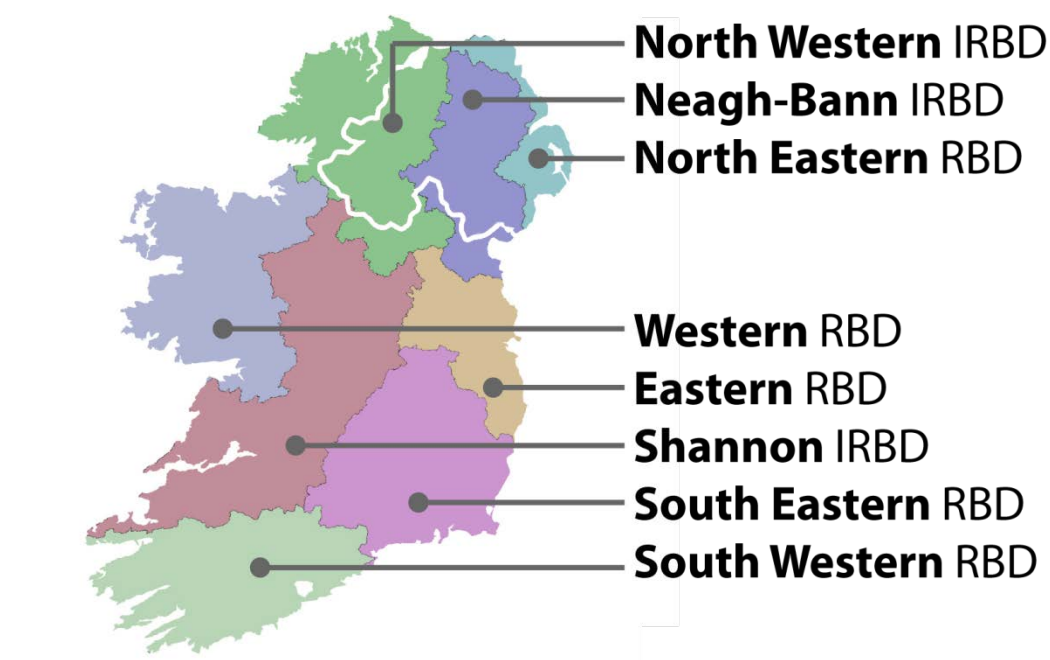 North Western IRBD
Neagh-Bann IRBD
North Eastern RBD
Western RBD
Eastern RBD
Shannon IRBD
South Eastern RBD
South Western RBD